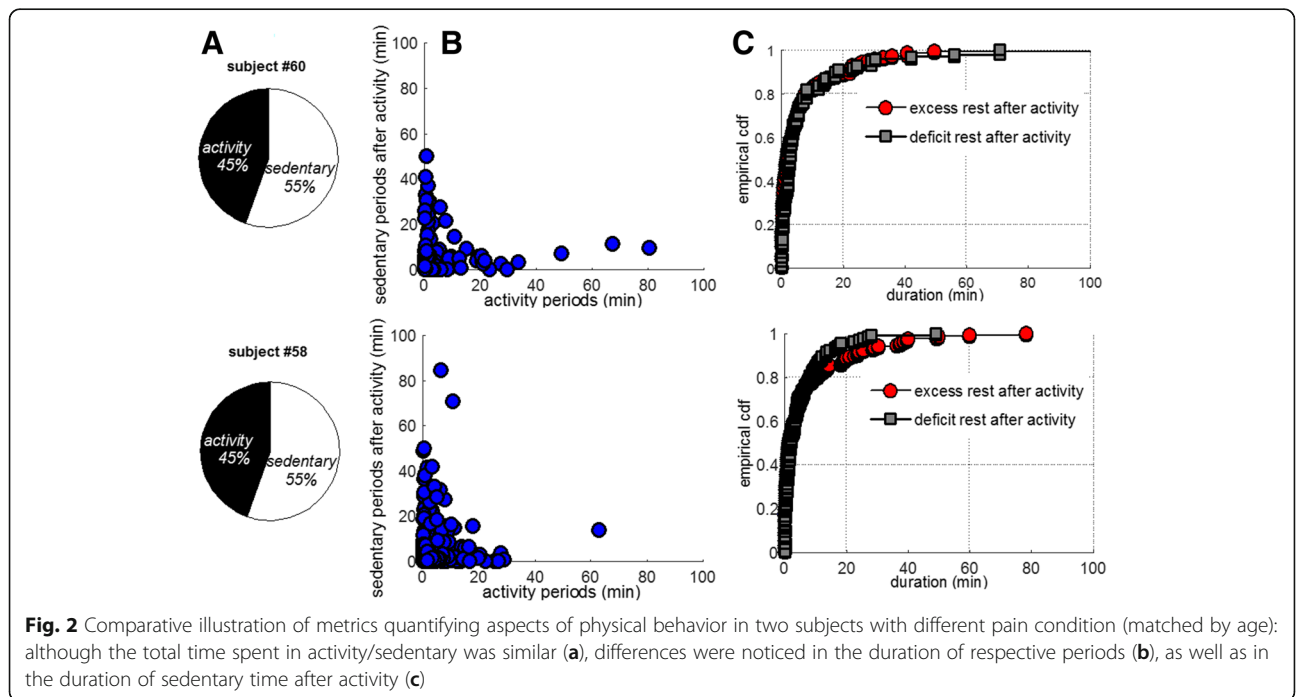 A
B
C
subject #60
activity
45%
sedentary
55%
sedentary periods after activity (min)
100
80
60
40
20
0
0 20 40 60 80 100
activity periods (min)
empirical cdf
1
0.8
0.6
0.4
0.2
0
excess rest after activity
deficit rest after activity
0 20 40 60 80 100
duration (min)
subject #58
activity
45%
sedentary
55%
sedentary periods after activity (min)
100
80
60
40
20
0
0 20 40 60 80 100
activity periods (min)
empirical cdf
1
0.8
0.6
0.4
0.2
0
excess rest after activity
deficit rest after activity
0 20 40 60 80 100
duration (min)
Fig. 2 Comparative illustration of metrics quantifying aspects of physical behavior in two subjects with different pain condition (matched by age):
although the total time spent in activity/sedentary was similar (a), differences were noticed in the duration of respective periods (b), as well as in
the duration of sedentary time after activity (c)